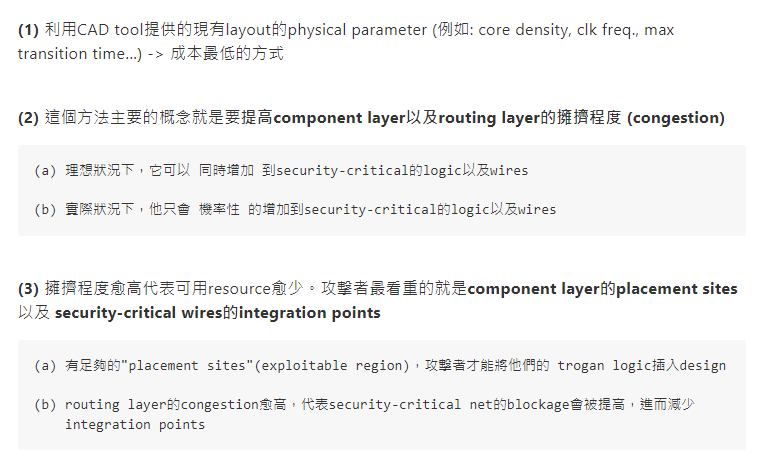 (1) 利用CAD tool提供的現有layout的physical parameter (例如: core density, clk freq., max
transition time...) -> 成本最低的方式
(2) 這個方法主要的概念就是要提高component layer以及routing layer的擁擠程度 (congestion)
(a) 理想狀況下，它可以 同時增加 到security-critical的logic以及wires
(b) 實際狀況下，他只會 機率性 的增加到security-critical的logic以及wires
(3) 擁擠程度愈高代表可用resource愈少。攻擊者最看重的就是component layer的placement sites
以及 security-critical wires的integration points
(a) 有足夠的"placement sites"(exploitable region)，攻擊者才能將他們的 trogan logic插入design
(b) routing layer的congestion愈高，代表security-critical net的blockage會被提高，進而減少
integration points